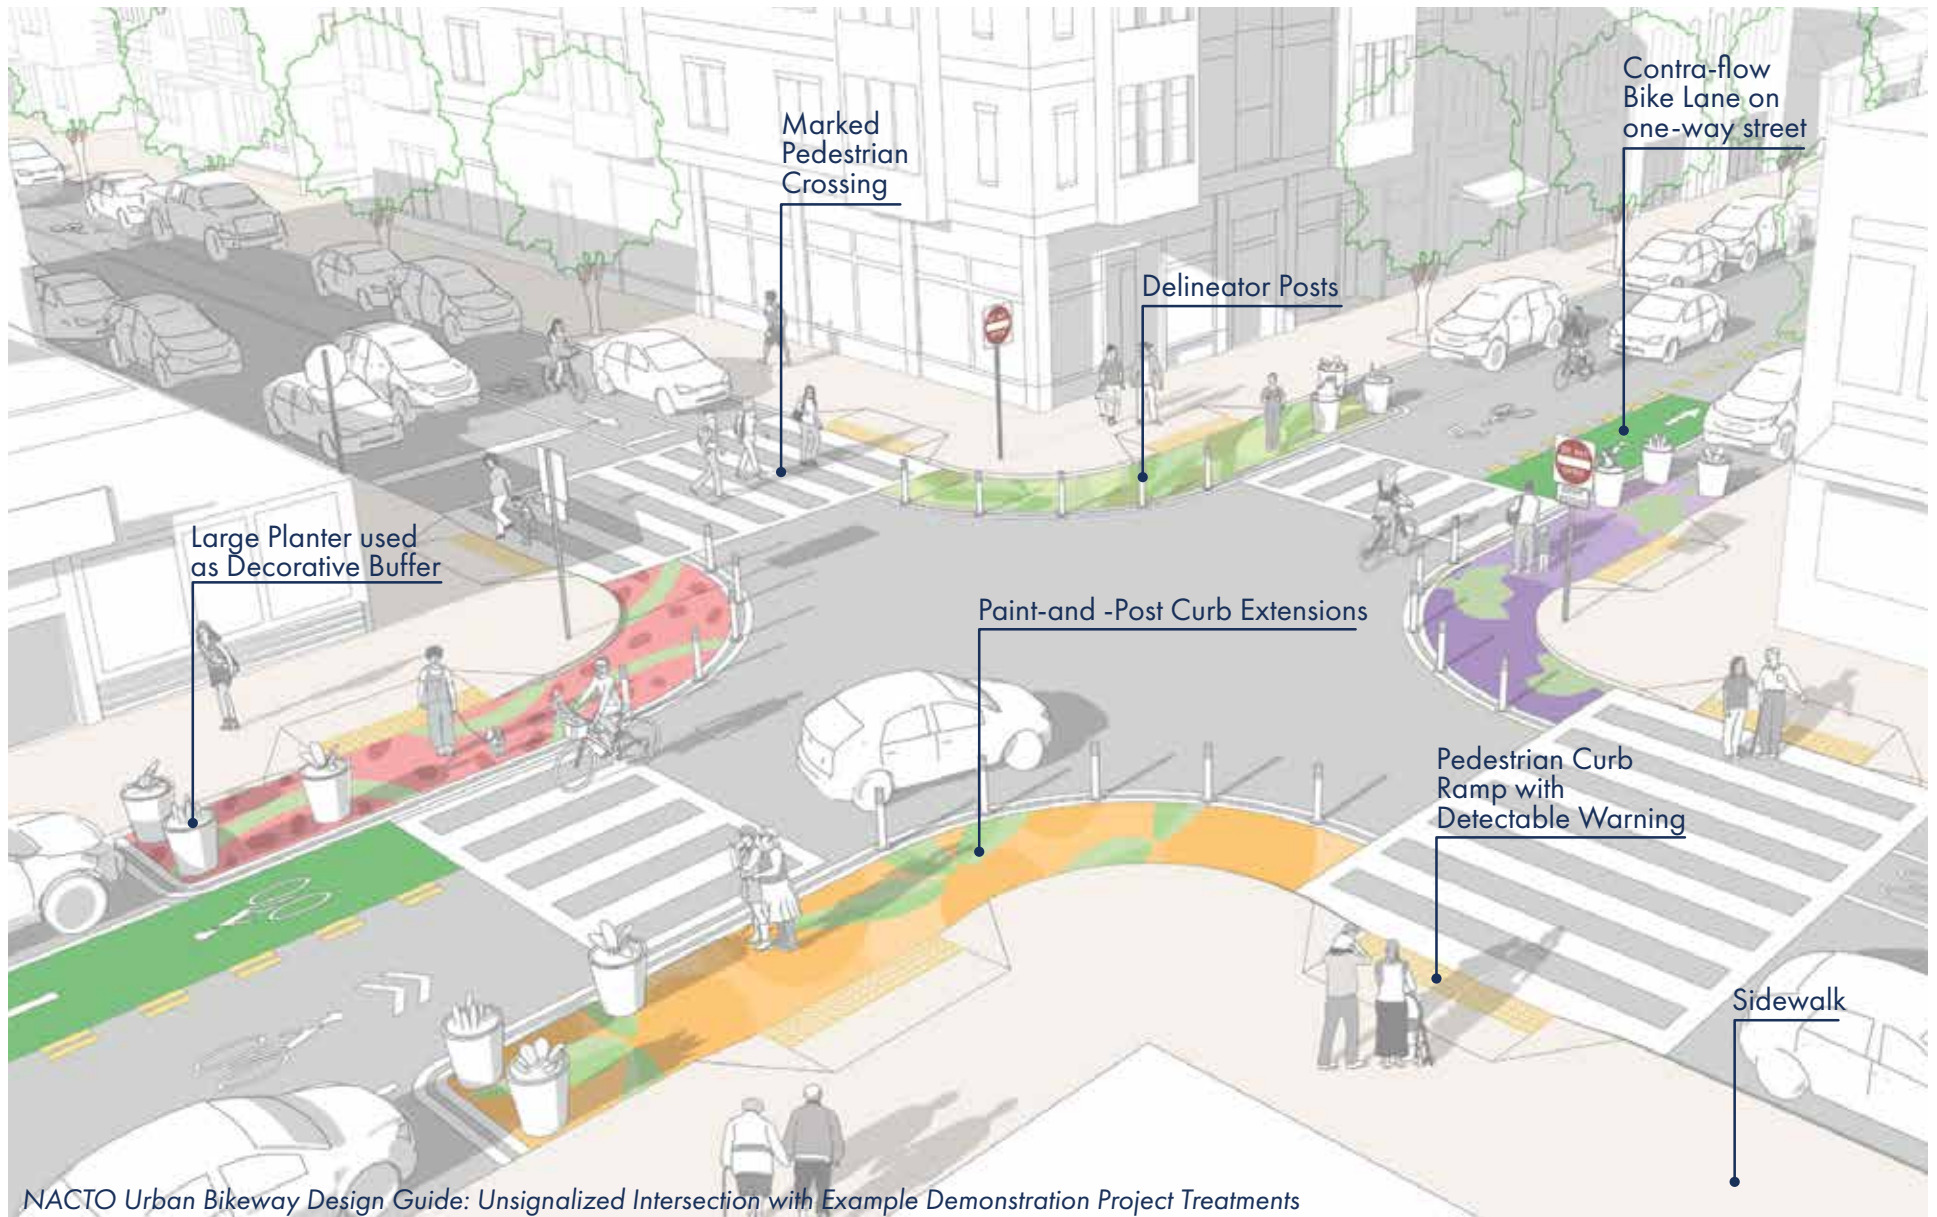 Contra-flow
Bike Lane on
one-way street
Marked
Pedestrian
Crossing
Delineator Posts
Large Planter used
as Decorative Buffer
Paint-and -Post Curb Extensions
Pedestrian Curb
Ramp with
Detectable Warning
Sidewalk
NACTO Urban Bikeway Design Guide: Unsignalized Intersection with Example Demonstration Project Treatments